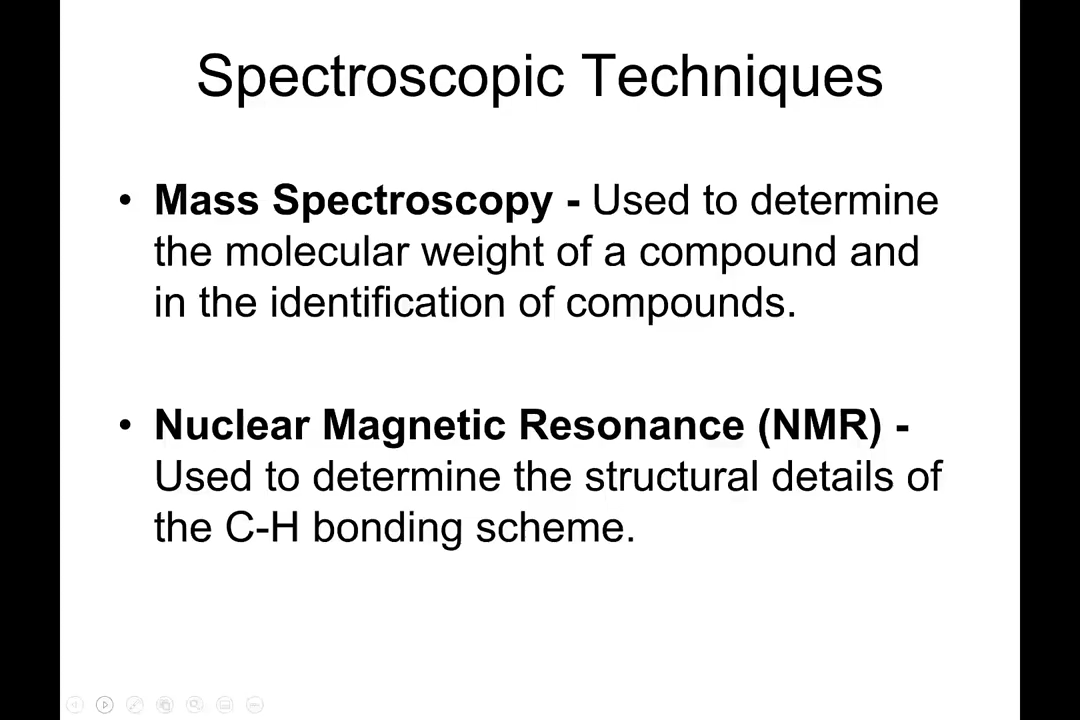 Spectroscopic Techniques
• Mass Spectroscopy - Used to determine
the molecular weight of a compound and
in the identification of compounds.
• Nuclear Magnetic Resonance (NMR) -
Used to determine the structural details of
the C-H bonding scheme.